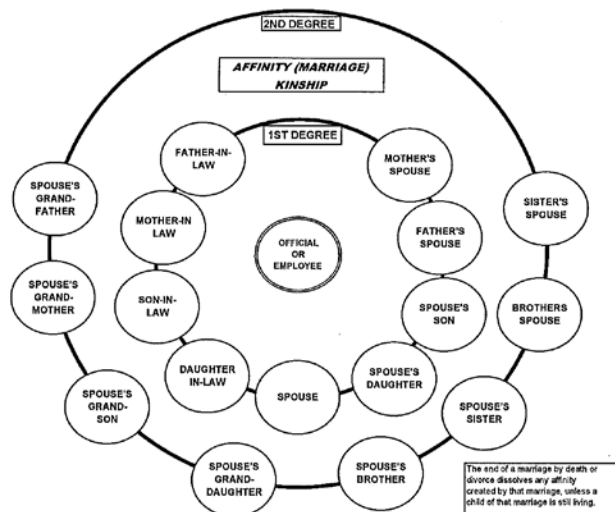 2ND DEGREE
AFFINITY (MARRIAGE)
KINSHIP
1ST DEGREE
FATHER-IN-
LAW
MOTHER'S
SPOUSE
SPOUSE'S
GRAND-
FATHER
MOTHER-IN
LAW
OFFICIAL
OR
EMPLOYEE
FATHER'S
SPOUSE
SISTER'S
SPOUSE
SPOUSE'S
GRAND-
MOTHER
SON-IN-
LAW
SPOUSE'S
SON
BROTHERS
SPOUSE
DAUGHTER
IN-LAW
SPOUSE
SPOUSE'S
DAUGHTER
SPOUSE'S
GRAND-
SON
SPOUSE'S
SISTER
SPOUSE'S
GRAND-
DAUGHTER
SPOUSE'S
BROTHER
The end of a marriage by death or
divorce dissolves any affinity
created by that marriage, unless a
child of that marriage is still living.